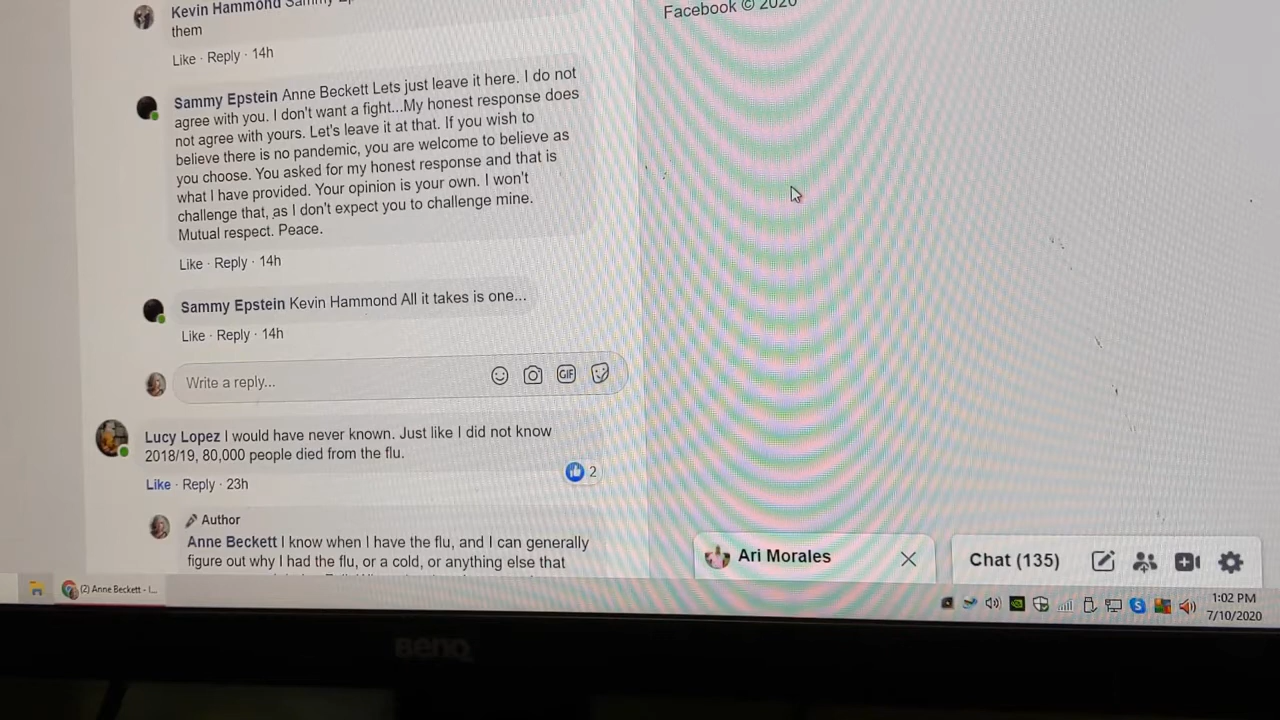 Kevin Hammond
them
Like · Reply · 14h
Sammy Epstein Anne Beckett Lets just leave it here. I do not
agree with you. I don't want a fight...My honest response does
not agree with yours. Let's leave it at that. If you wish to
believe there is no pandemic, you are welcome to believe as
you choose. You asked for my honest response and that is
what I have provided. Your opinion is your own. I won't
challenge that, as I don't expect you to challenge mine.
Mutual respect. Peace.
Like · Reply · 14h
Sammy Epstein Kevin Hammond All it takes is one...
Like · Reply · 14h
Write a reply...
GIF
Lucy Lopez I would have never known. Just like I did not know
2018/19, 80,000 people died from the flu.
2
Like · Reply · 23h
Author
Anne Beckett I know when I have the flu, and I can generally
figure out why I had the flu, or a cold, or anything else that
Facebook © 2020
Ari Morales
Chat (135)
(2) Anne Beckett - I...
1:02 PM
7/10/2020
BenQ